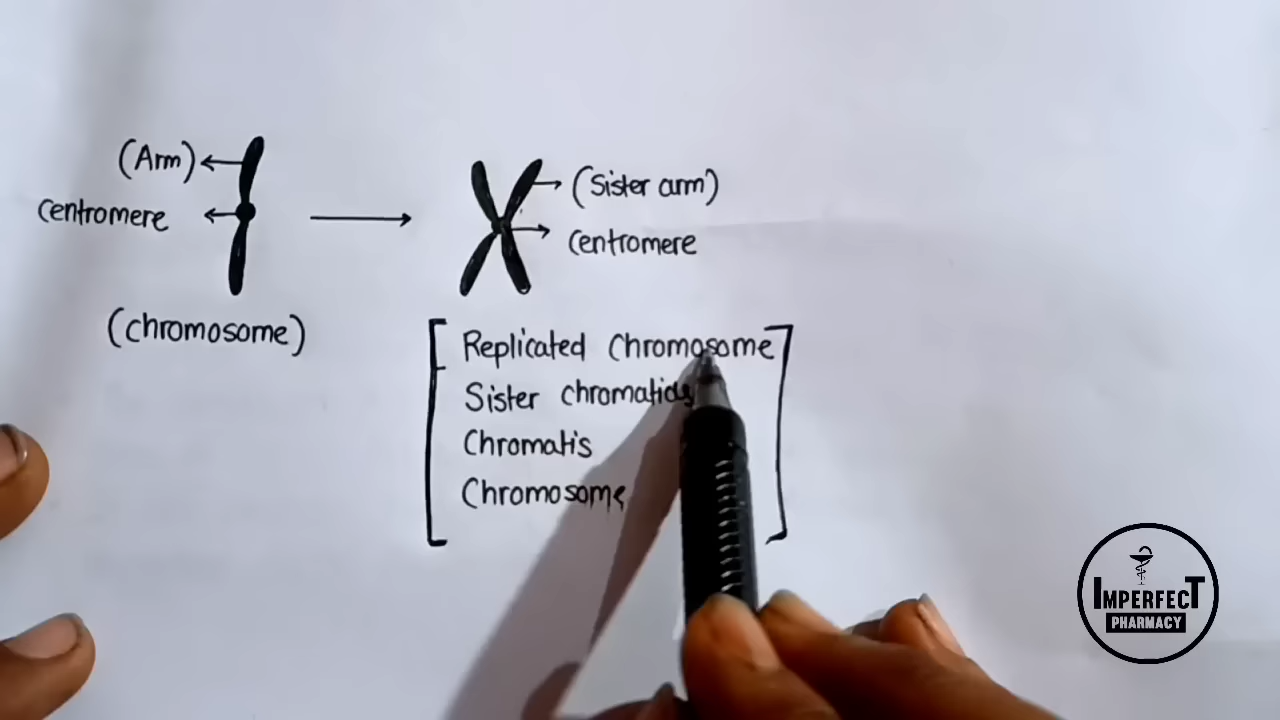 (Arm)
centromere
(chromosome)
(Sister arm)
centromere
Replicated Chromosome
Sister chromatids
Chromatis
Chromosome
IMPERFECT
PHARMACY